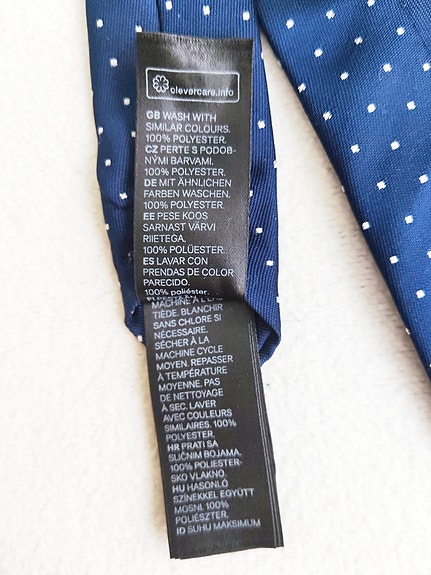 clevercare.info
GB WASH WITH
SIMILAR COLOURS.
100% POLYESTER.
CZ PERTE S PODOB-
NÝMI BARVAMI.
100% POLYESTER.
DE MIT ÄHNLICHEN
FARBEN WASCHEN.
100% POLYESTER.
EE PESE KOOS
SARNAST VÄRVI
RIIETEGA.
100% POLÜESTER.
ES LAVAR CON
PRENDAS DE COLOR
PARECIDO.
100% poliéster.
MACHINE À L'EAU
TIÈDE. BLANCHIR
SANS CHLORE SI
NÉCESSAIRE.
SÉCHER À LA
MACHINE CYCLE
MOYEN. REPASSER
À TEMPÉRATURE
MOYENNE. PAS
DE NETTOYAGE
À SEC. LAVER
AVEC COULEURS
SIMILAIRES. 100%
POLYESTER.
HR PRATI SA
SLIČNIM BOJAMA.
100% POLIESTER-
SKO VLAKNO.
HU HASONLÓ
SZÍNEKKEL EGYÜTT
MOSNI. 100%
POLIÉSZTER.
ID SUHU MAKSIMUM